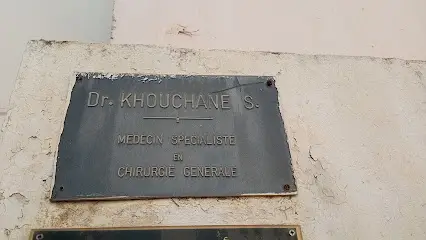 Dr. KHOUCHANE S.
MEDECIN SPECIALISTE
EN
CHIRURGIE GENERALE